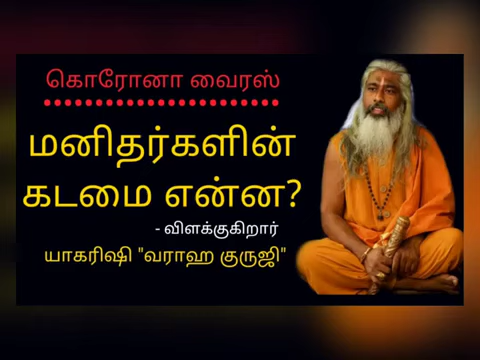 கொரோனா வைரஸ்
மனிதர்களின்
கடமை என்ன?
- விளக்குகிறார்
யாகரிஷி "வராஹ குருஜி"